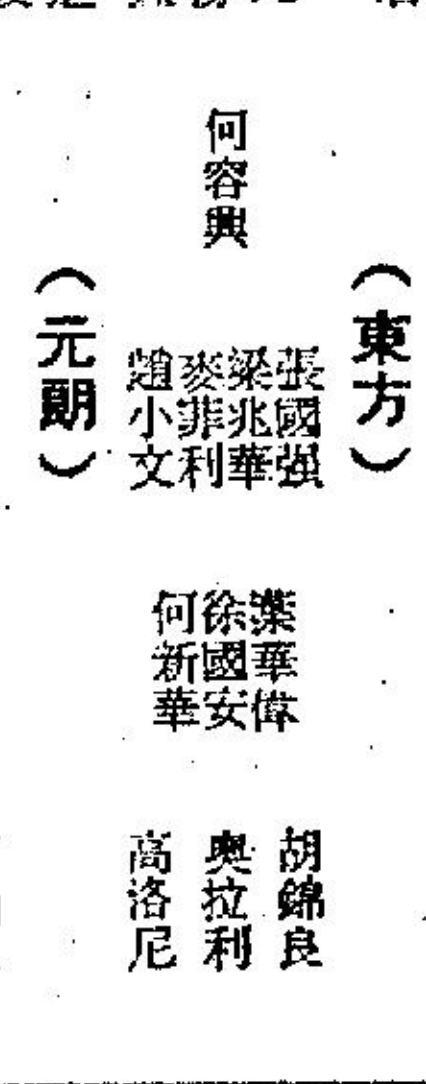 （東方）
何容興
張國強
梁兆華
麥菲利
趙小文
葉華偉
徐國安
何新華
胡錦良
奧拉利
高洛尼
（元朗）